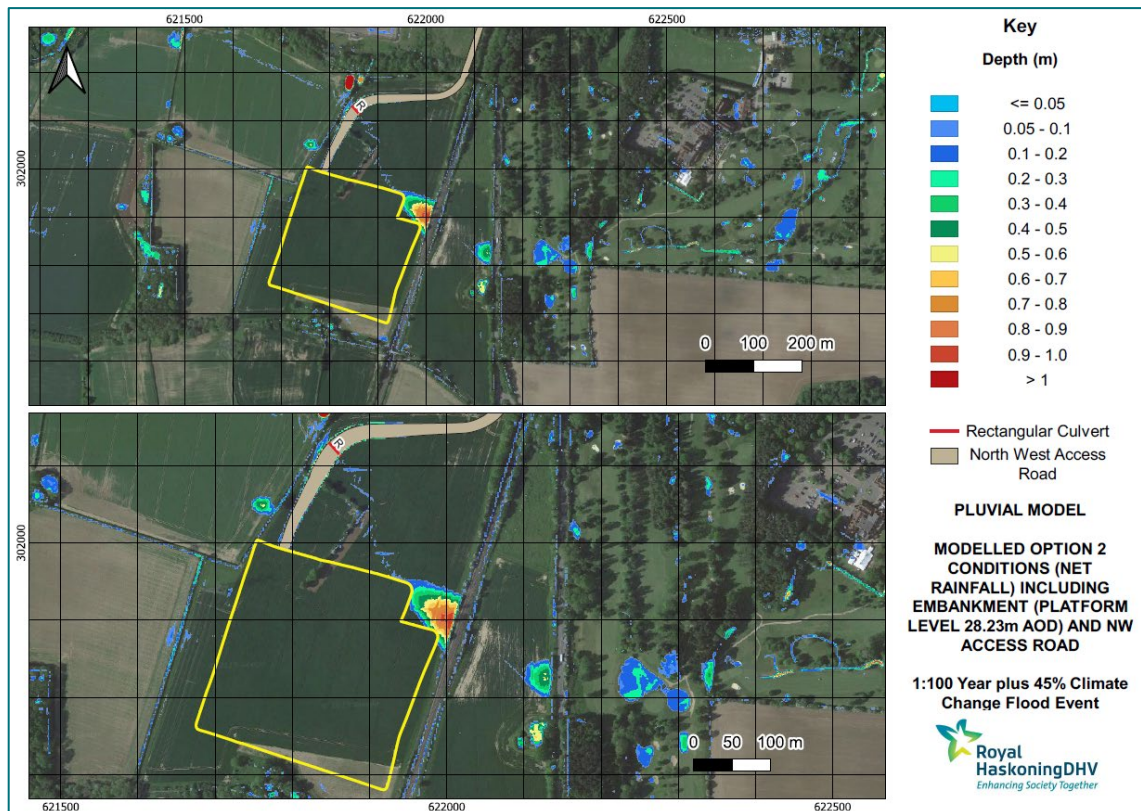 621500
622000
622500
302000
R
0 100 200 m
302000
R
0 50 100 m
621500
622000
622500
Key
Depth (m)
<= 0.05
0.05 - 0.1
0.1 - 0.2
0.2 - 0.3
0.3 - 0.4
0.4 - 0.5
0.5 - 0.6
0.6 - 0.7
0.7 - 0.8
0.8 - 0.9
0.9 - 1.0
> 1
Rectangular Culvert
North West Access
Road
PLUVIAL MODEL
MODELLED OPTION 2
CONDITIONS (NET
RAINFALL) INCLUDING
EMBANKMENT (PLATFORM
LEVEL 28.23m AOD) AND NW
ACCESS ROAD
1:100 Year plus 45% Climate
Change Flood Event
Royal
HaskoningDHV
Enhancing Society Together